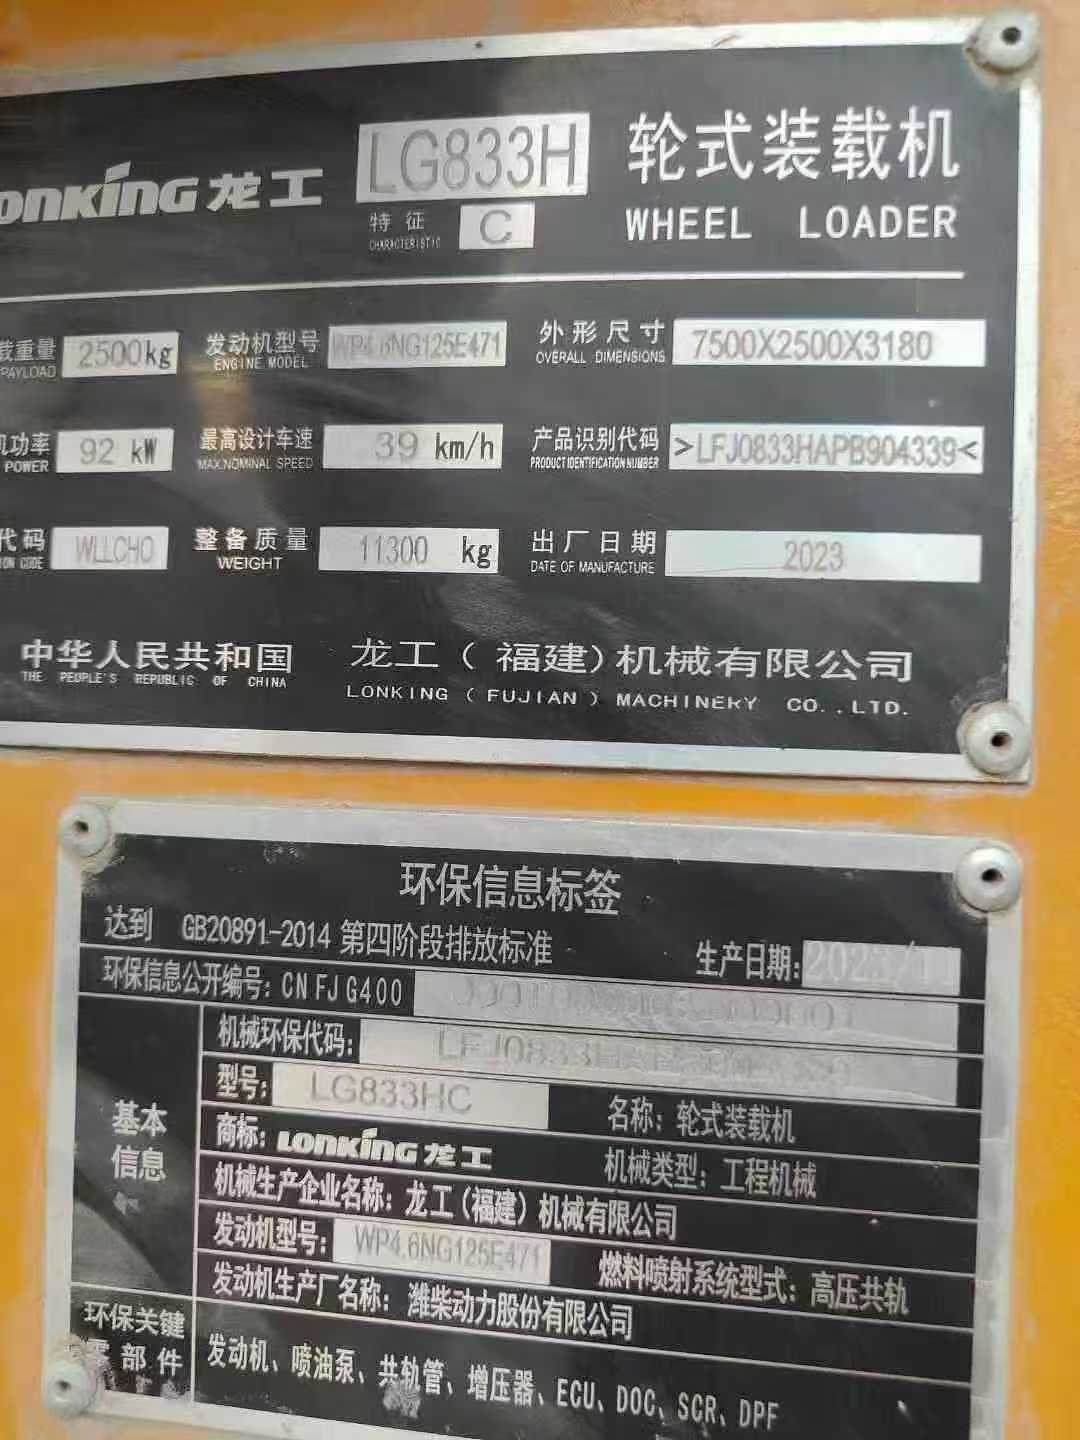 LONKING 龙工 LG833H 轮式装载机
特征 CHARACTERISTIC C WHEEL LOADER
载重量 PAYLOAD 2500kg 发动机型号 ENGINE MODEL WP4.6NG125E471 外形尺寸 OVERALL DIMENSIONS 7500X2500X3180
机功率 POWER 92 kW 最高设计车速 MAX.NOMINAL SPEED 39 km/h 产品识别代码 PRODUCT IDENTIFICATION NUMBER >LFJ0833HAPB904339<
代码 CODE WLLCHO 整备质量 WEIGHT 11300 kg 出厂日期 DATE OF MANUFACTURE 2023
中华人民共和国 龙工（福建）机械有限公司
THE PEOPLE'S REPUBLIC OF CHINA LONKING ( FUJIAN ) MACHINERY CO.,LTD.
环保信息标签
达到 GB20891-2014 第四阶段排放标准 生产日期:
环保信息公开编号: CN FJ G400
机械环保代码:
型号: LG833HC 名称: 轮式装载机
商标: LONKING 龙工 机械类型: 工程机械
基本信息
机械生产企业名称: 龙工（福建）机械有限公司
发动机型号: WP4.6NG125E471 燃料喷射系统型式: 高压共轨
发动机生产厂名称: 潍柴动力股份有限公司
环保关键零部件 发动机、喷油泵、共轨管、增压器、ECU、DOC、SCR、DPF